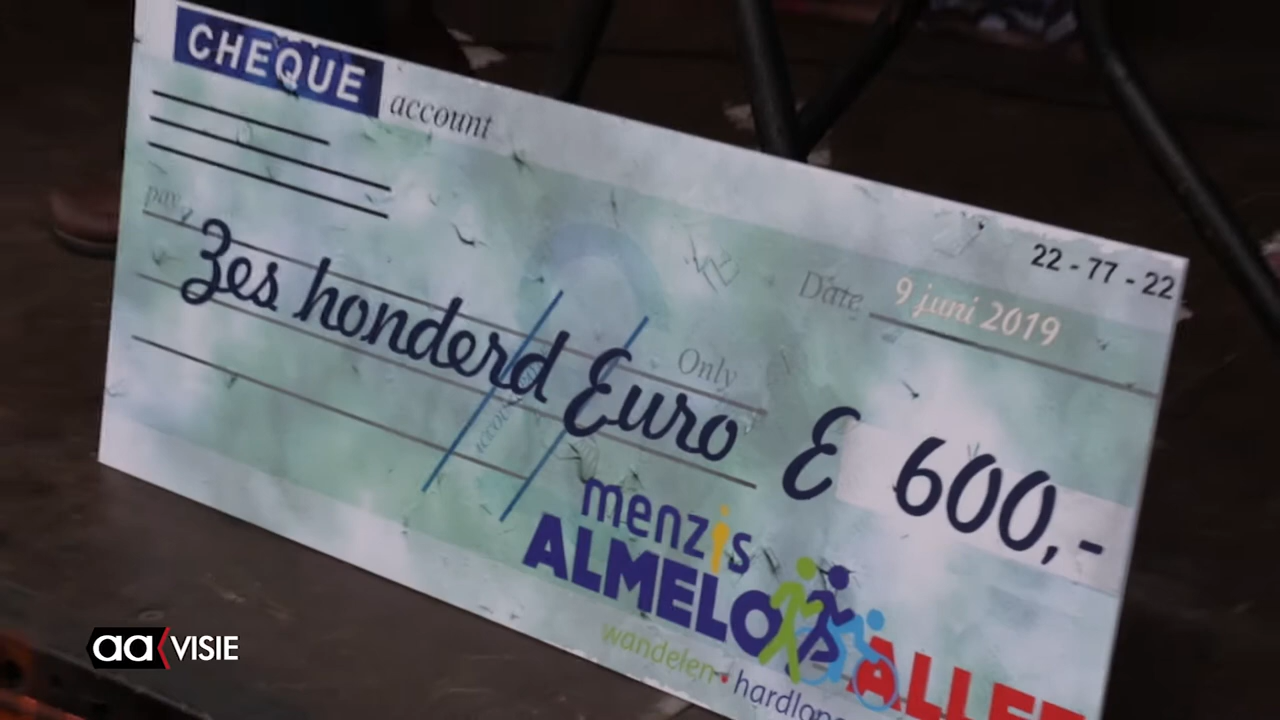 CHEQUE account
22 - 77 - 22
pay
Date 9 juni 2019
Zes honderd Euro
Only
E 600,-
menzis
ALMELO
wandelen • hardlope
aa VISIE